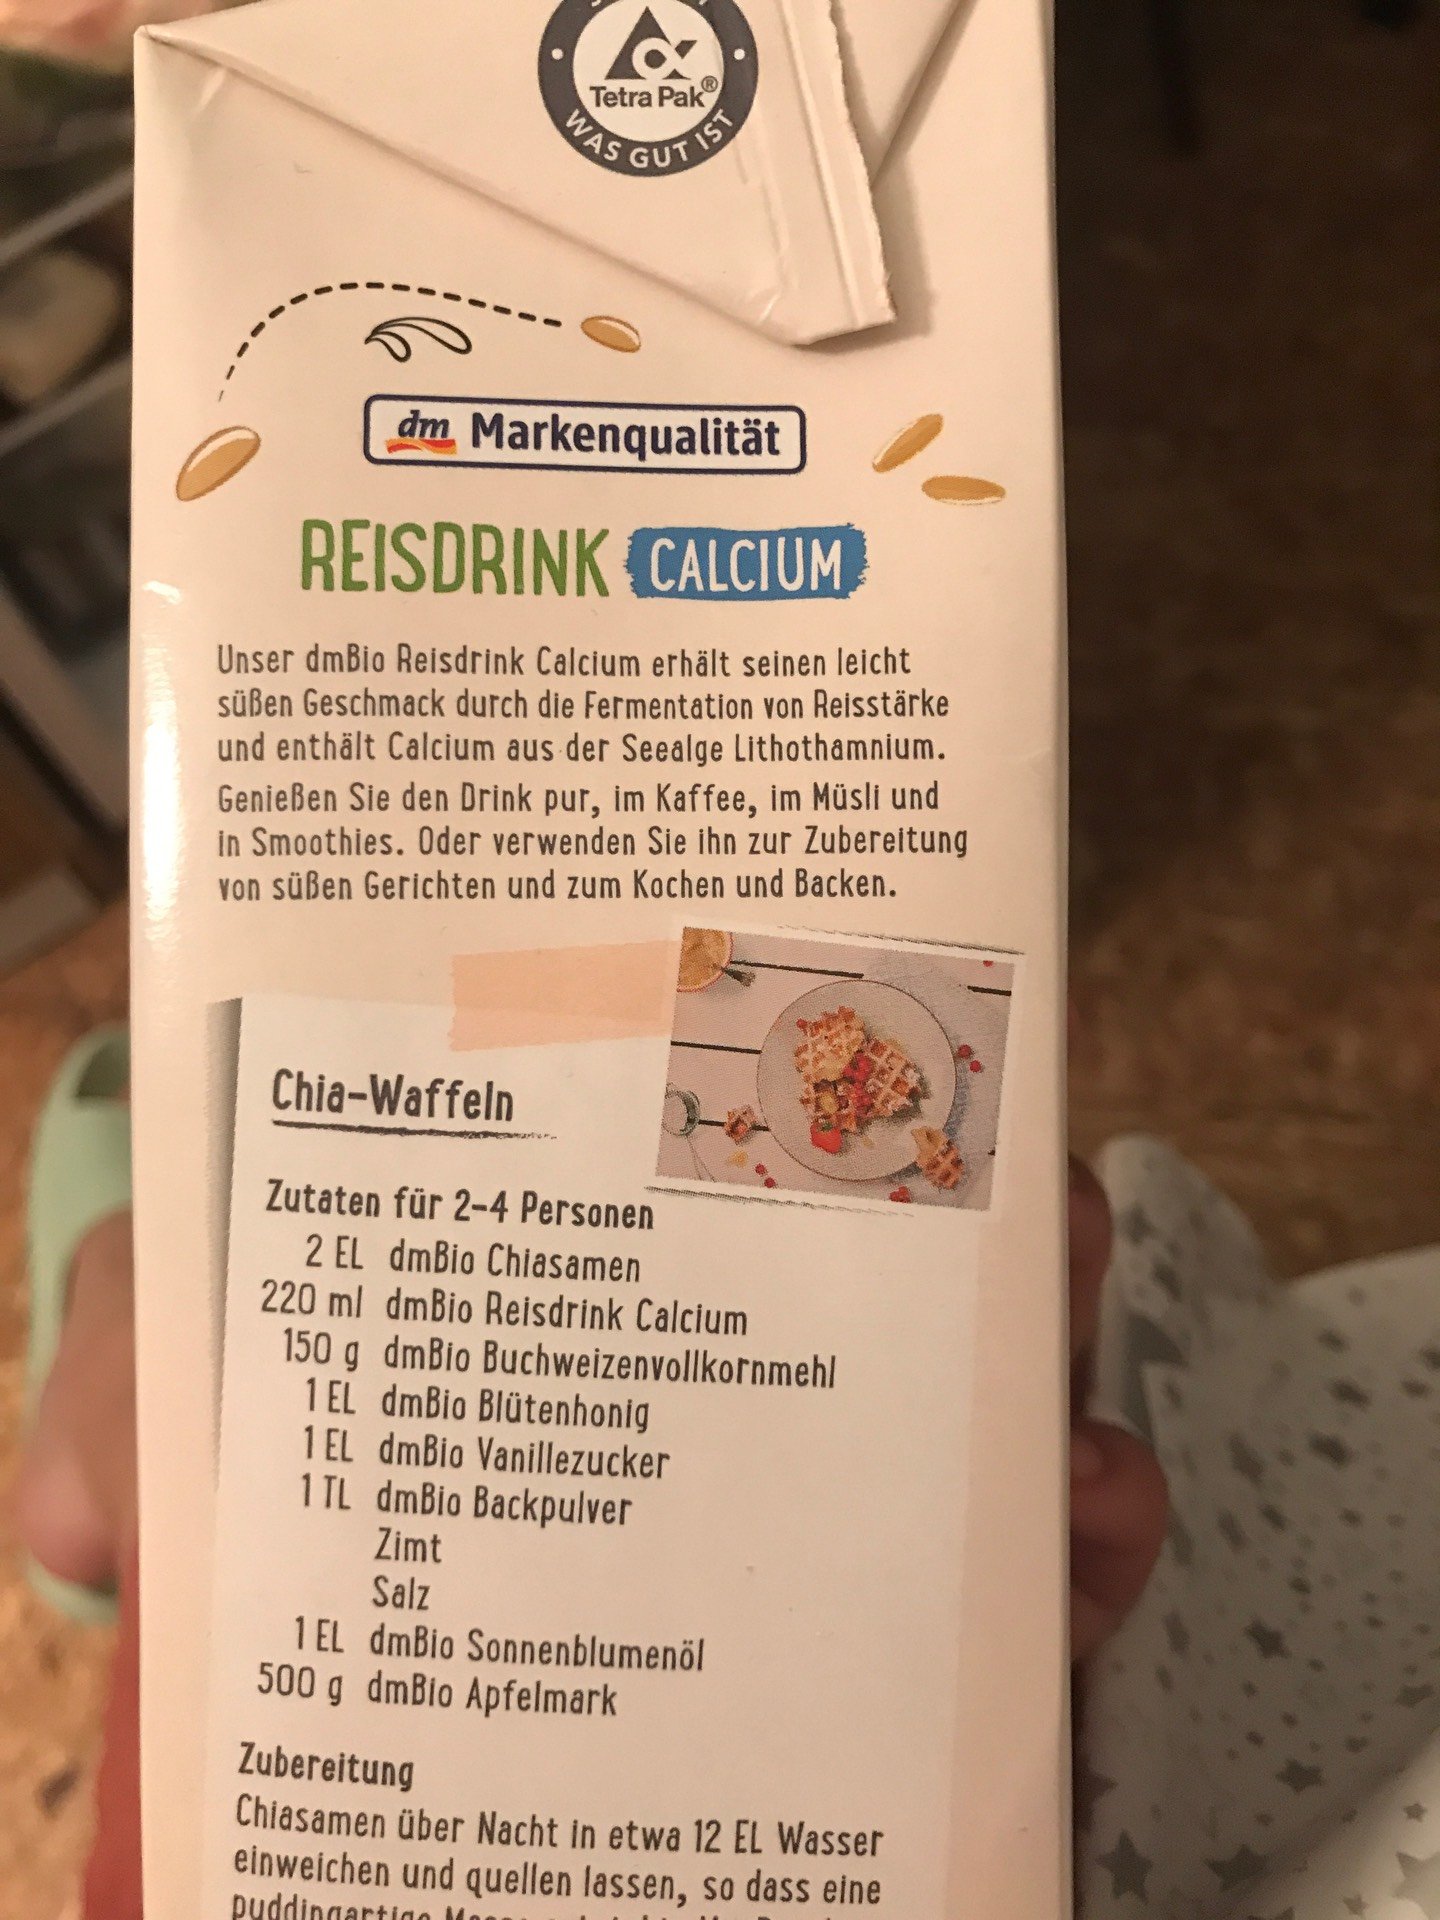 Tetra Pak®
WAS GUT IST
dm Markenqualität
REISDRINK CALCIUM
Unser dmBio Reisdrink Calcium erhält seinen leicht
süßen Geschmack durch die Fermentation von Reisstärke
und enthält Calcium aus der Seealge Lithothamnium.
Genießen Sie den Drink pur, im Kaffee, im Müsli und
in Smoothies. Oder verwenden Sie ihn zur Zubereitung
von süßen Gerichten und zum Kochen und Backen.
Chia-Waffeln
Zutaten für 2-4 Personen
2 EL dmBio Chiasamen
220 ml dmBio Reisdrink Calcium
150 g dmBio Buchweizenvollkornmehl
1 EL dmBio Blütenhonig
1 EL dmBio Vanillezucker
1 TL dmBio Backpulver
Zimt
Salz
1 EL dmBio Sonnenblumenöl
500 g dmBio Apfelmark
Zubereitung
Chiasamen über Nacht in etwa 12 EL Wasser
einweichen und quellen lassen, so dass eine
puddingartige